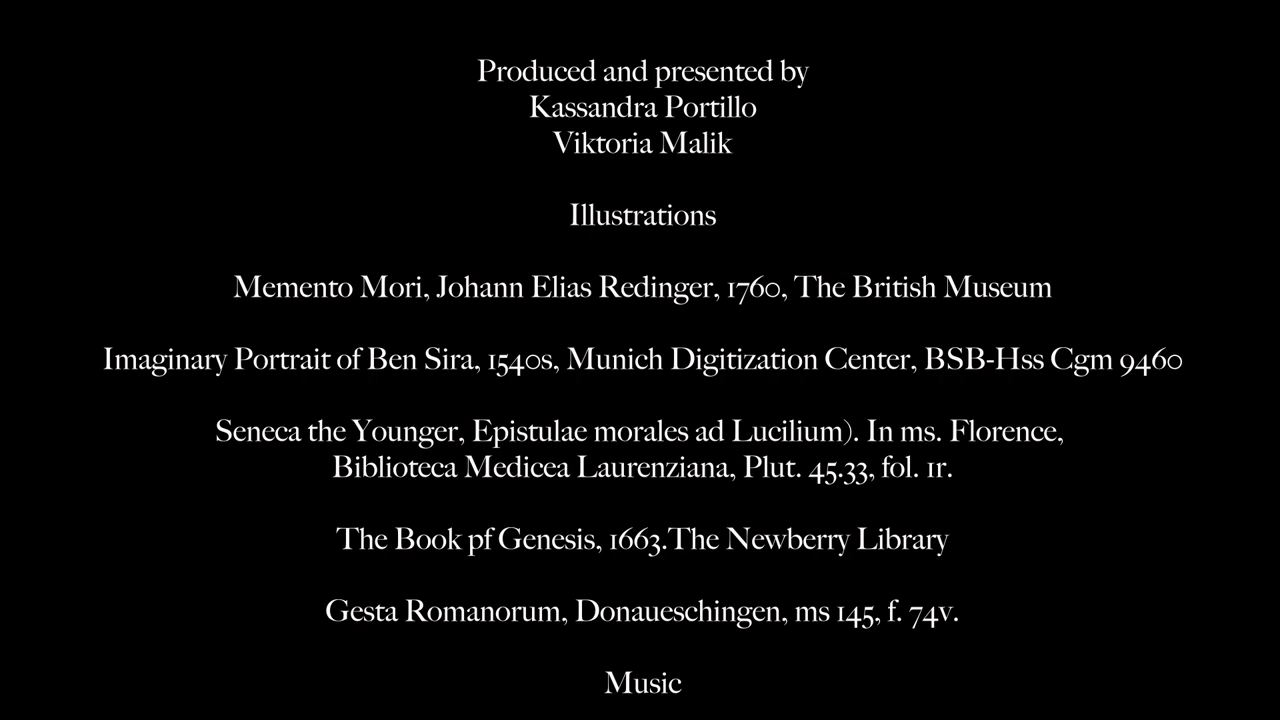 Produced and presented by
Kassandra Portillo
Viktoria Malik
Illustrations
Memento Mori, Johann Elias Redinger, 1760, The British Museum
Imaginary Portrait of Ben Sira, 1540s, Munich Digitization Center, BSB-Hss Cgm 9460
Seneca the Younger, Epistulae morales ad Lucilium). In ms. Florence,
Biblioteca Medicea Laurenziana, Plut. 45.33, fol. 1r.
The Book pf Genesis, 1663.The Newberry Library
Gesta Romanorum, Donaueschingen, ms 145, f. 74v.
Music